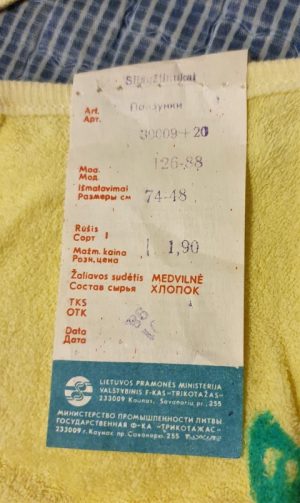 Šliaužtinukai
Art. Ползунки
Арт. 30009+20
Mod. 126-88
Мод.
Išmatavimai 74-48
Размеры см
Rūšis I
Сорт
Mažm. kaina 1,90
Розн. цена
Žaliavos sudėtis MEDVILNĖ
Состав сырья ХЛОПОК
TKS
ОТК
Data
Дата
LIETUVOS PRAMONĖS MINISTERIJA
VALSTYBINIS F-KAS «TRIKOTAŽAS»
233009 Kaunas, Savanorių pr., 255
МИНИСТЕРСТВО ПРОМЫШЛЕННОСТИ ЛИТВЫ
ГОСУДАРСТВЕННАЯ Ф-КА «ТРИКОТАЖАС»
233009 г. Каунас, пр. Саванорю, 255